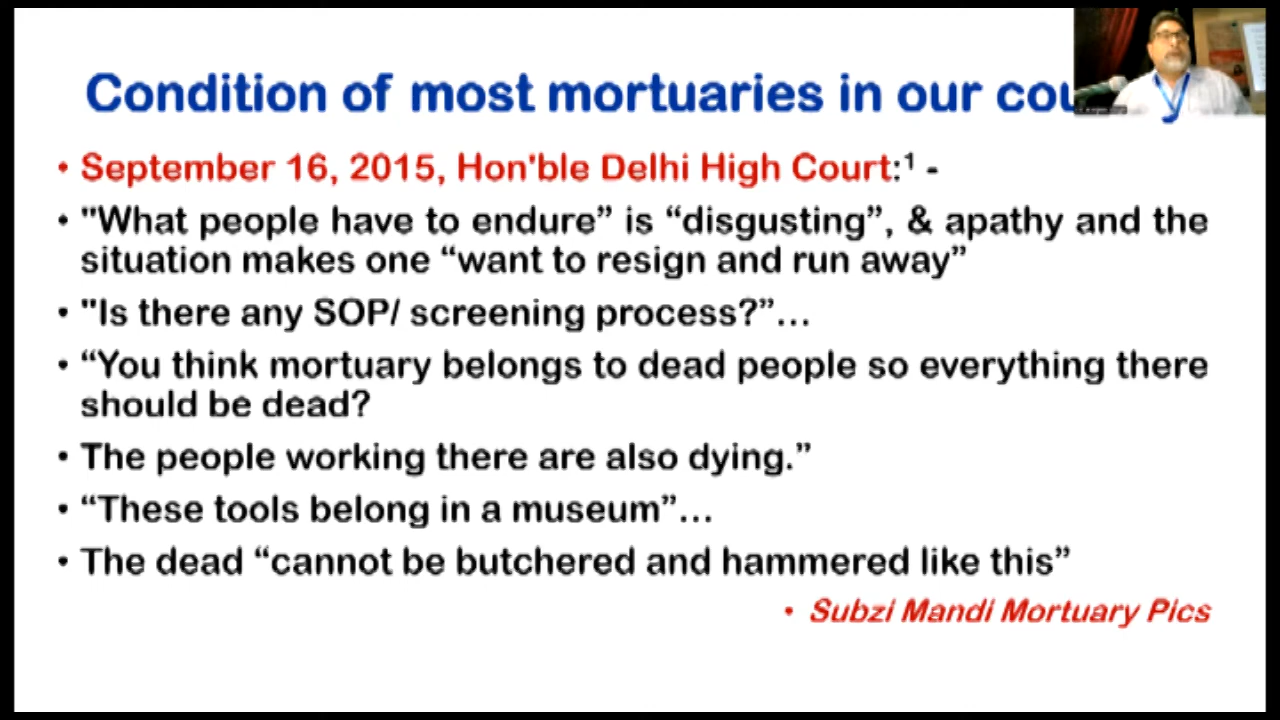 Condition of most mortuaries in our cou
• September 16, 2015, Hon'ble Delhi High Court:¹ -
• "What people have to endure” is “disgusting”, & apathy and the
situation makes one “want to resign and run away”
• "Is there any SOP/ screening process?”...
• “You think mortuary belongs to dead people so everything there
should be dead?
• The people working there are also dying.”
• “These tools belong in a museum”...
• The dead “cannot be butchered and hammered like this”
• Subzi Mandi Mortuary Pics